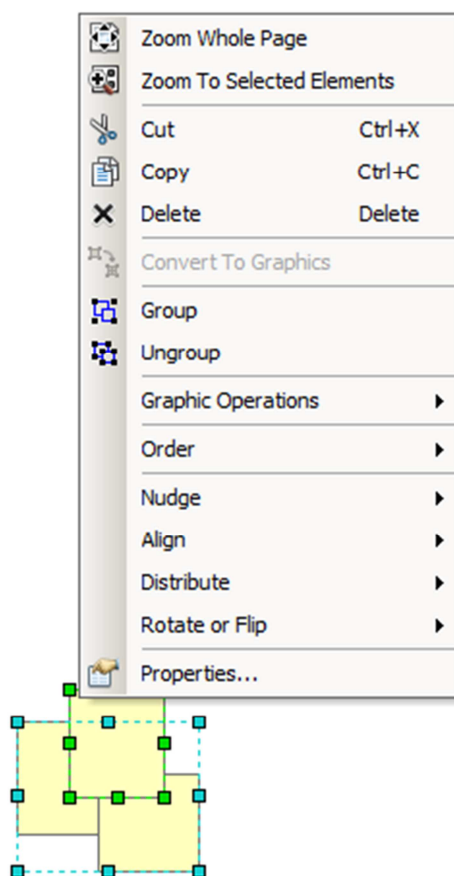 Zoom Whole Page
Zoom To Selected Elements
Cut Ctrl+X
Copy Ctrl+C
Delete Delete
Convert To Graphics
Group
Ungroup
Graphic Operations
Order
Nudge
Align
Distribute
Rotate or Flip
Properties...